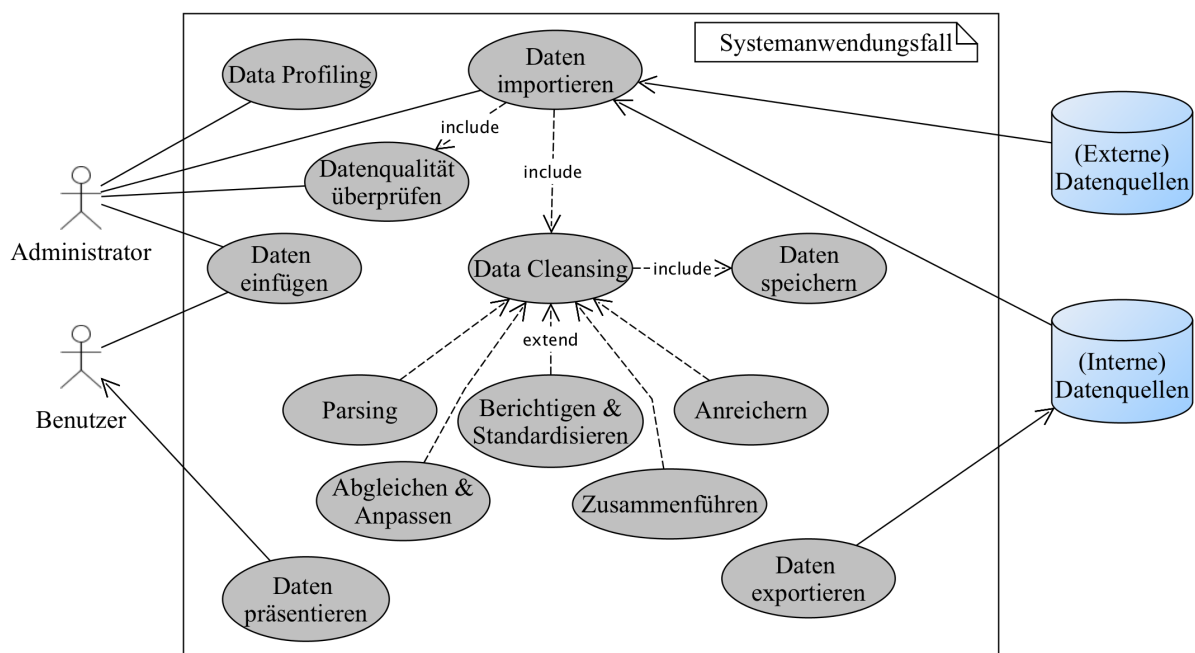 Systemanwendungsfall
Data Profiling
Daten
importieren
include
(Externe)
Datenquellen
Datenqualität
überprüfen
include
Administrator
Daten
einfügen
Data Cleansing
include
Daten
speichern
extend
Benutzer
(Interne)
Datenquellen
Parsing
Berichtigen &
Standardisieren
Anreichern
Abgleichen &
Anpassen
Zusammenführen
Daten
präsentieren
Daten
exportieren